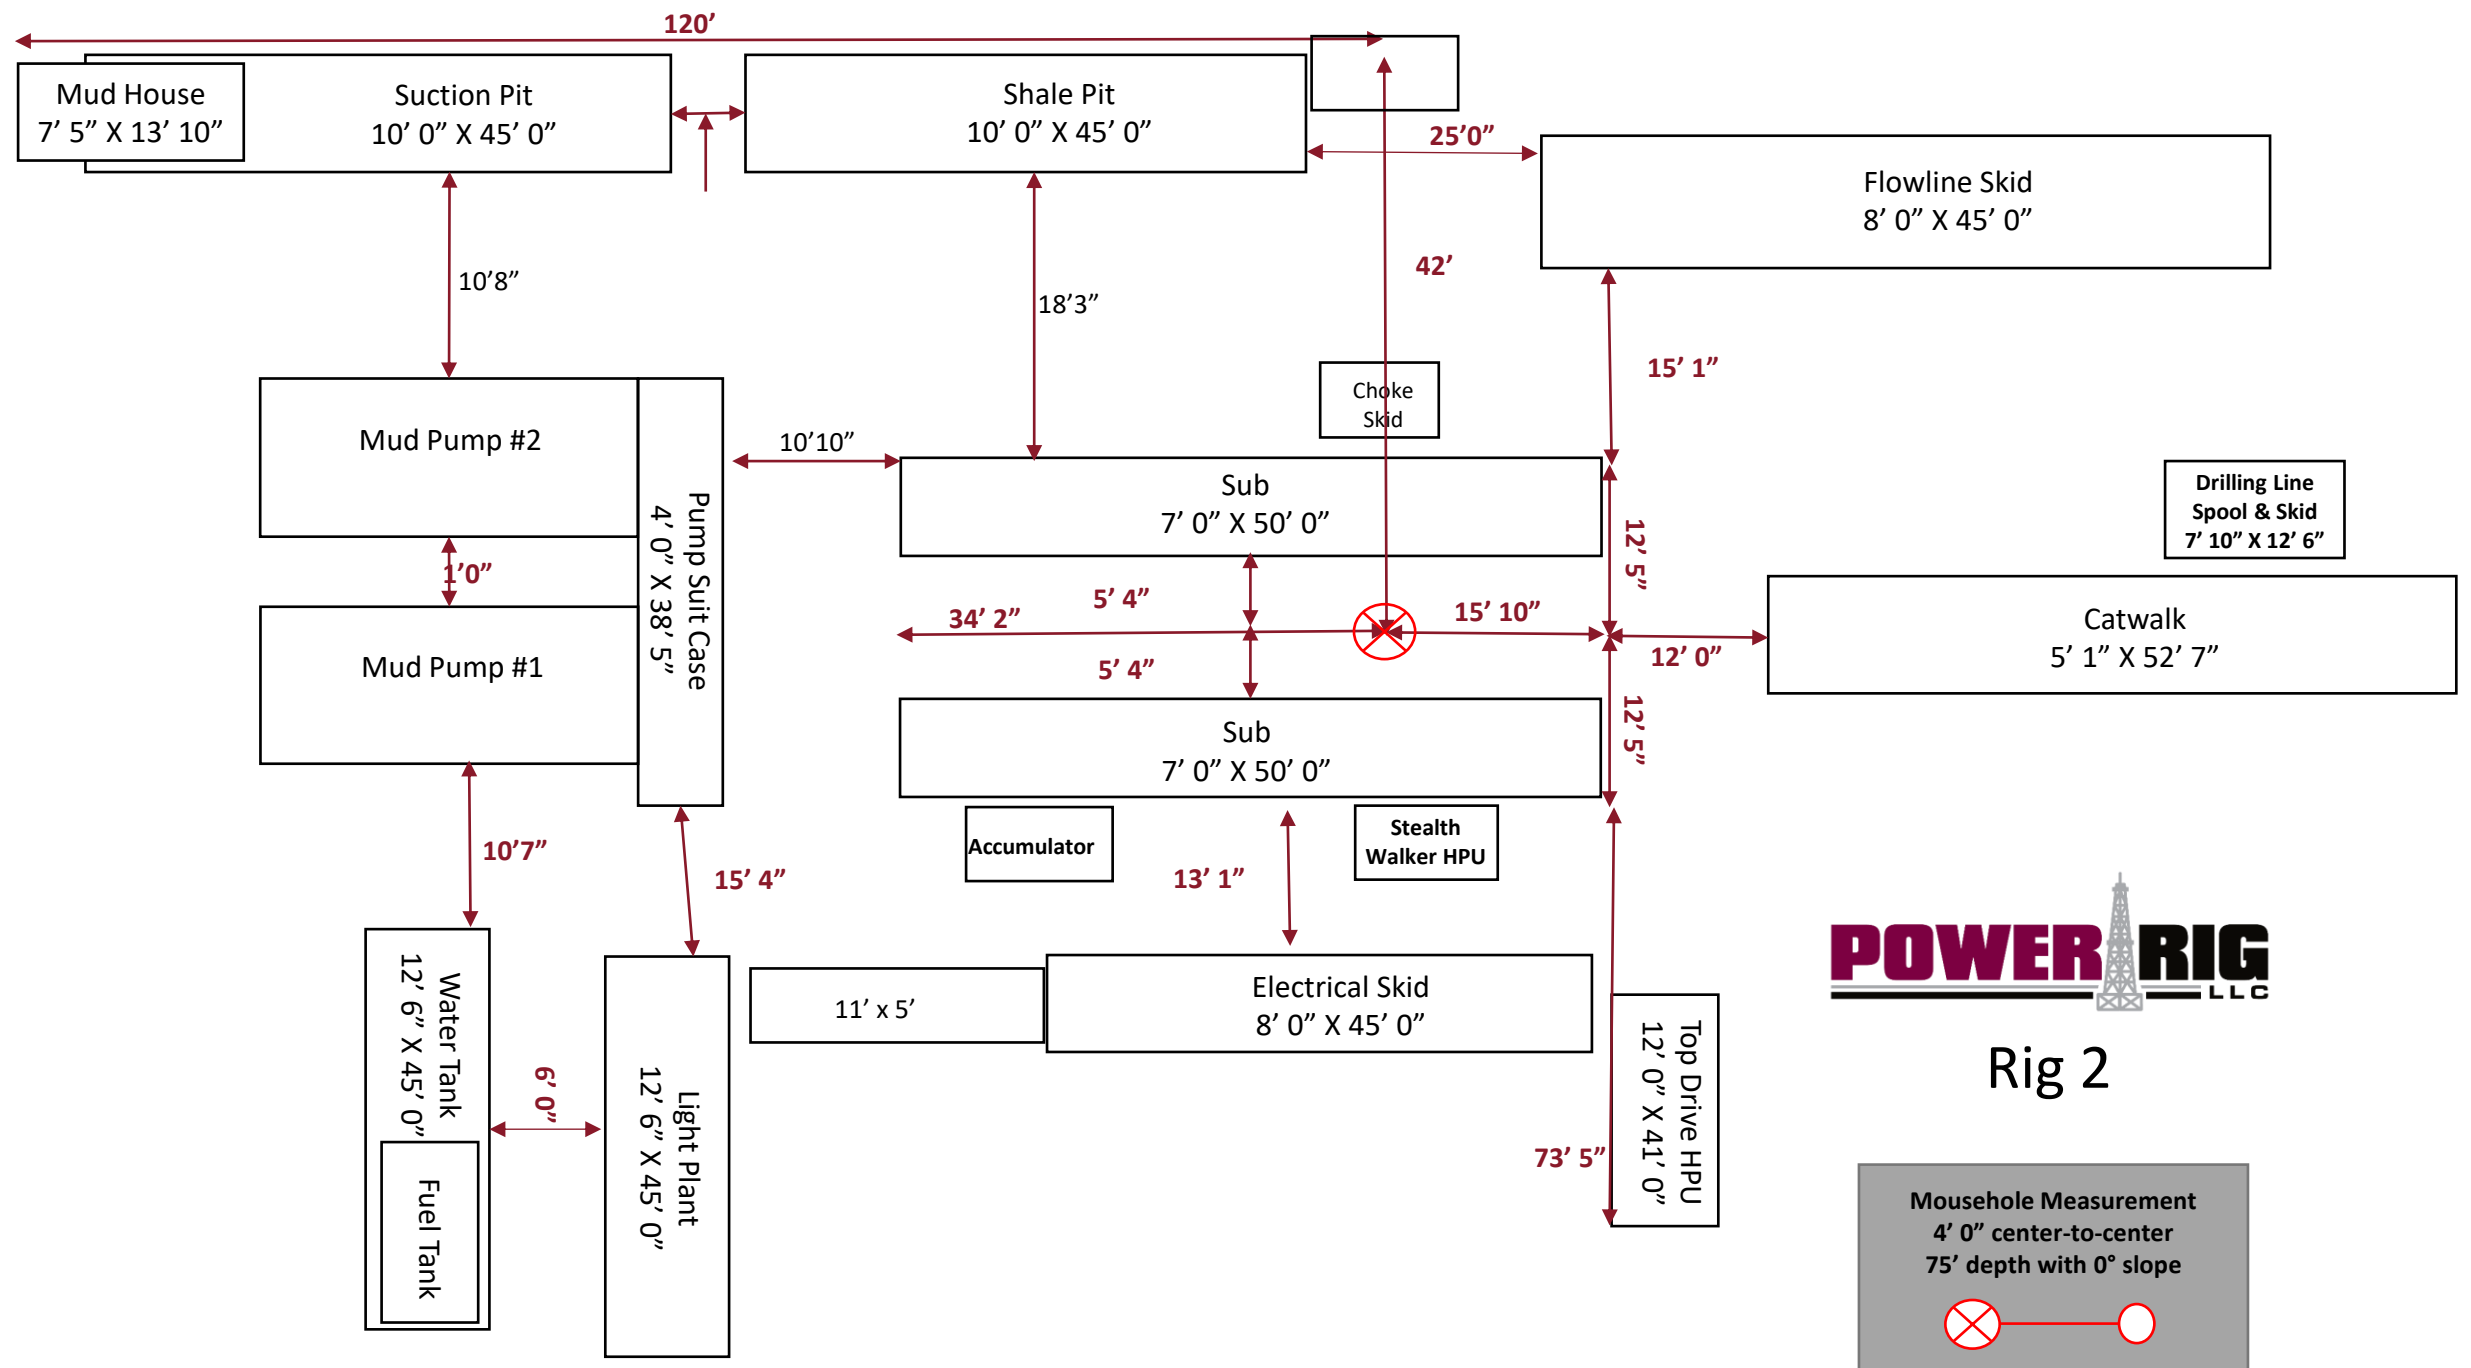 120’
Mud House
7’ 5” X 13’ 10”
Suction Pit
10’ 0” X 45’ 0”
Shale Pit
10’ 0” X 45’ 0”
25’0”
Flowline Skid
8’ 0” X 45’ 0”
10’8”
18’3”
42’
15’ 1”
Choke
Skid
Mud Pump #2
10’10”
Sub
7’ 0” X 50’ 0”
12’ 5”
Drilling Line
Spool & Skid
7’ 10” X 12’ 6”
Pump Suit Case
4’ 0” X 38’ 5”
1’0”
5’ 4”
34’ 2”
15’ 10”
12’ 0”
Catwalk
5’ 1” X 52’ 7”
Mud Pump #1
5’ 4”
12’ 5”
Sub
7’ 0” X 50’ 0”
10’7”
15’ 4”
Accumulator
13’ 1”
Stealth
Walker HPU
POWER RIG
LLC
Rig 2
Water Tank
12’ 6” X 45’ 0”
6’ 0”
Light Plant
12’ 6” X 45’ 0”
11’ x 5’
Electrical Skid
8’ 0” X 45’ 0”
Top Drive HPU
12’ 0” X 41’ 0”
73’ 5”
Fuel Tank
Mousehole Measurement
4’ 0” center-to-center
75’ depth with 0° slope